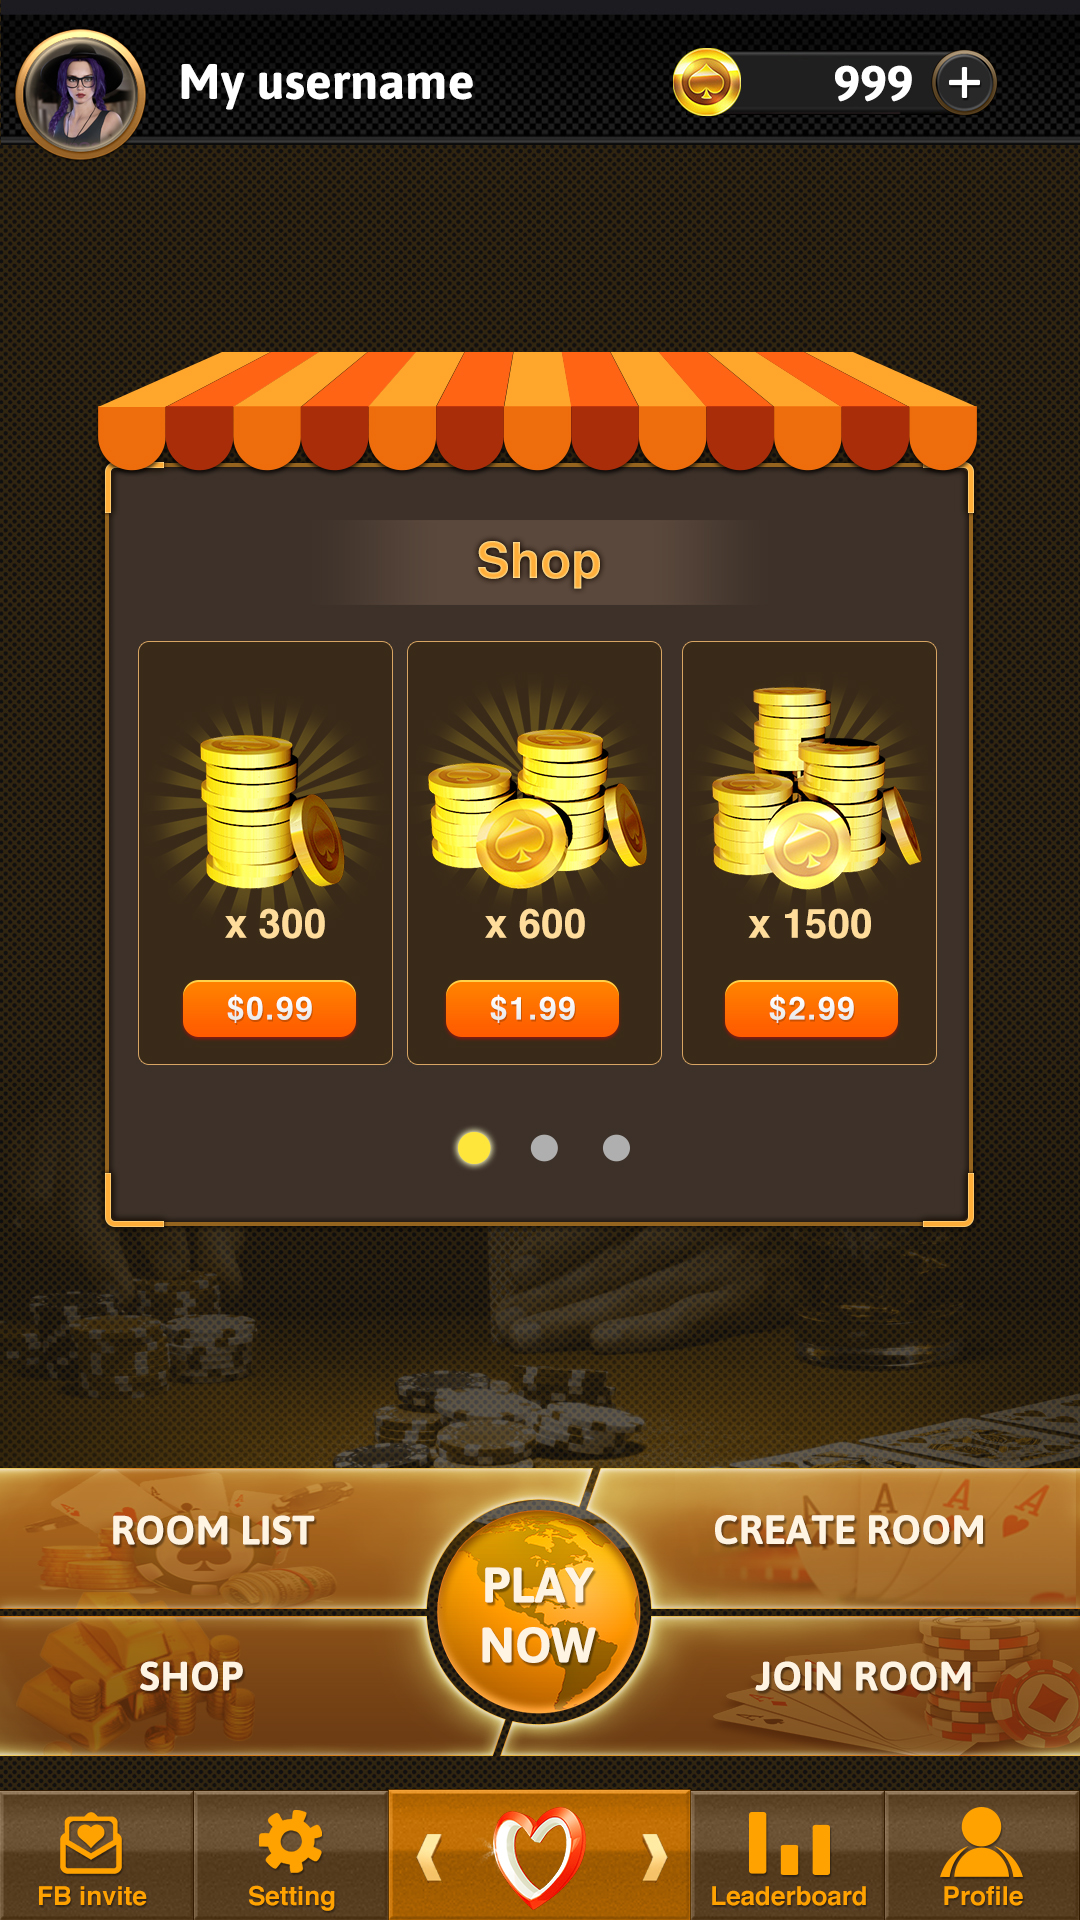 My username
999
Shop
x 300
x 600
x 1500
$0.99
$1.99
$2.99
ROOM LIST
CREATE ROOM
PLAY
NOW
SHOP
JOIN ROOM
FB invite
Setting
Leaderboard
Profile